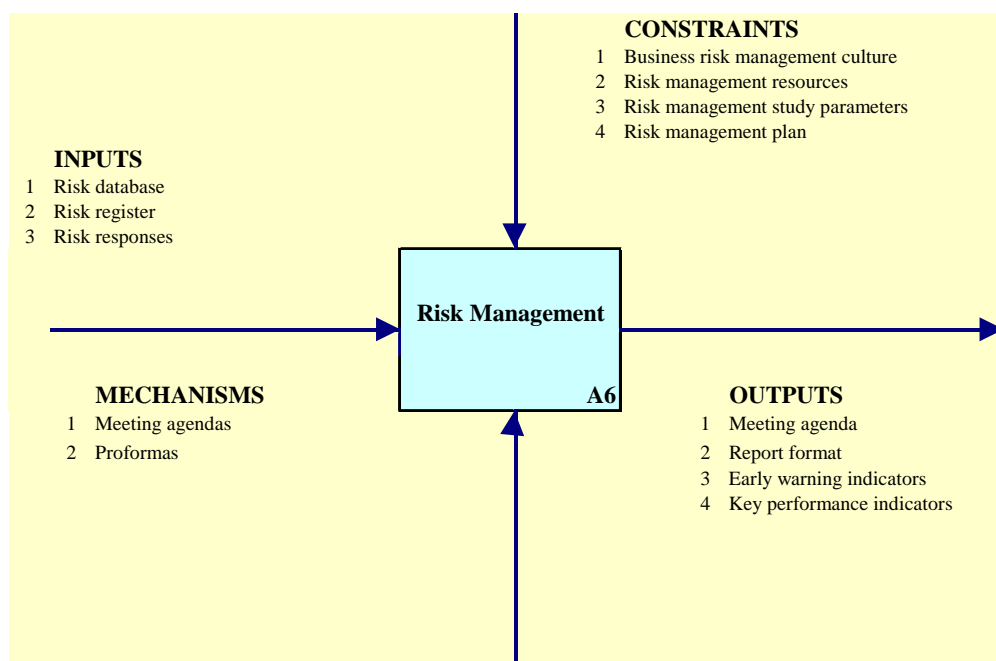 CONSTRAINTS
1 Business risk management culture
2 Risk management resources
3 Risk management study parameters
4 Risk management plan
INPUTS
1 Risk database
2 Risk register
3 Risk responses
Risk Management
A6
MECHANISMS
1 Meeting agendas
2 Proformas
OUTPUTS
1 Meeting agenda
2 Report format
3 Early warning indicators
4 Key performance indicators